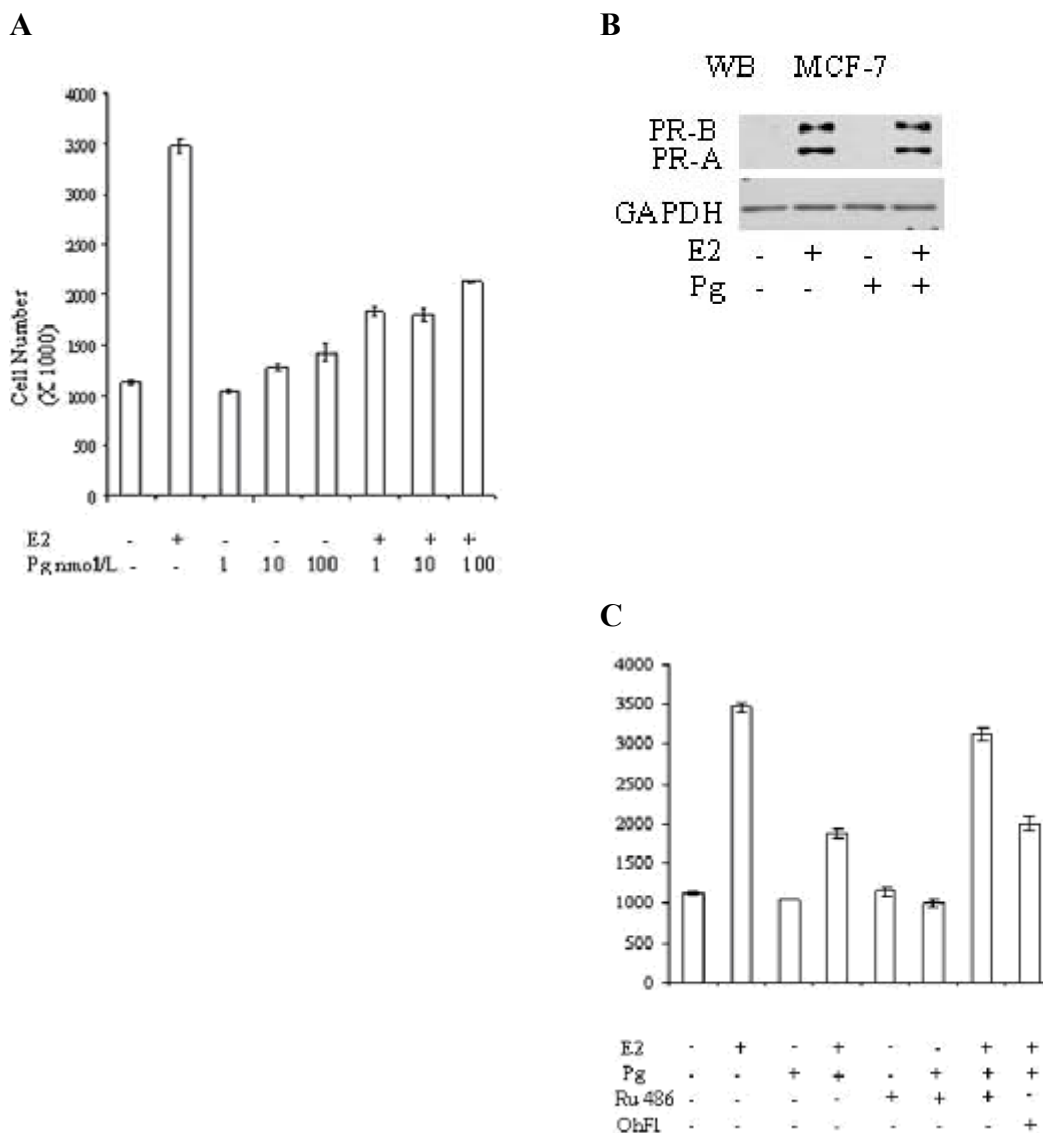 A
4000
3500
3000
2500
2000
1500
1000
500
0
Cell Number
(X 1000)
E2 - + - - - + + +
Pg nmol/L - - 1 10 100 1 10 100
B
WB MCF-7
PR-B
PR-A
GAPDH
E2 - + - +
Pg - - + +
C
4000
3500
3000
2500
2000
1500
1000
500
0
E2 - + - + - - + +
Pg - - + + - + + +
Ru 486 - - - - + + + -
OhFl - - - - - - - +